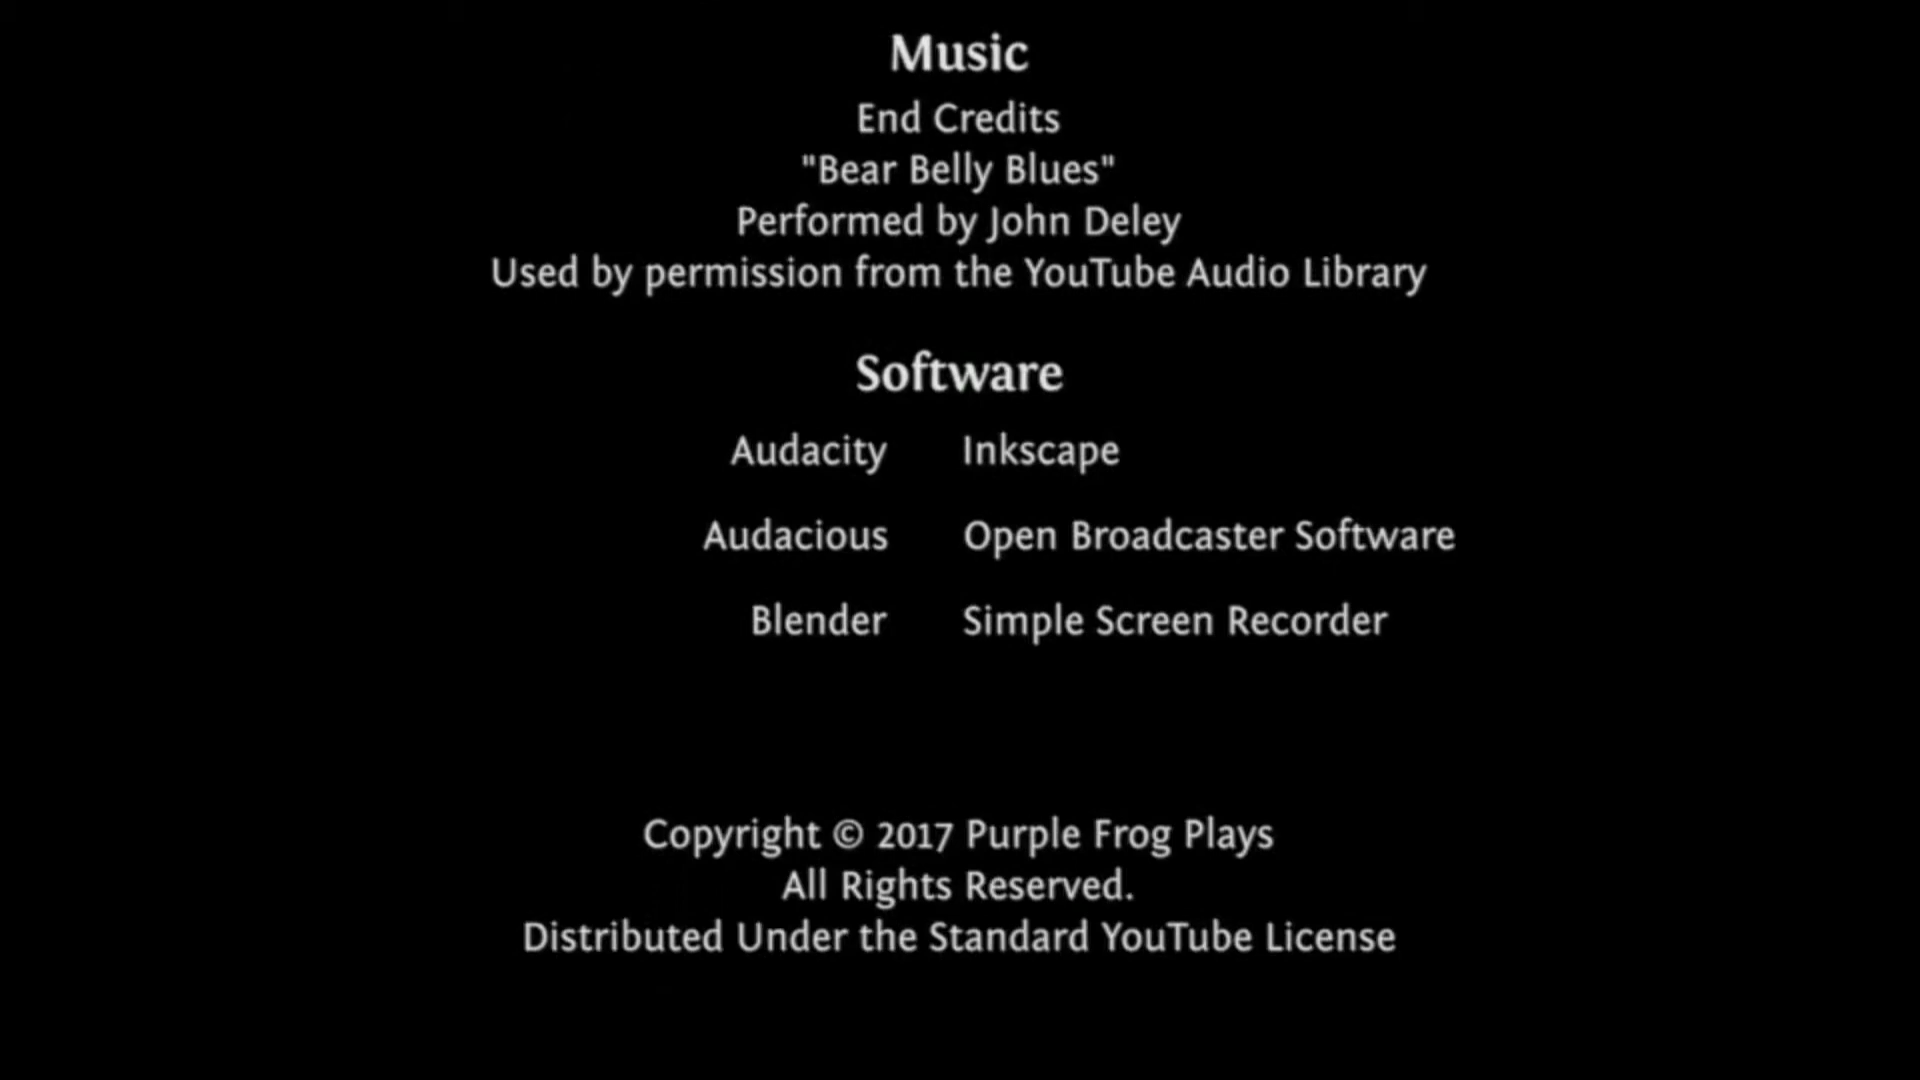 Music
End Credits
"Bear Belly Blues"
Performed by John Deley
Used by permission from the YouTube Audio Library
Software
Audacity Inkscape
Audacious Open Broadcaster Software
Blender Simple Screen Recorder
Copyright © 2017 Purple Frog Plays
All Rights Reserved.
Distributed Under the Standard YouTube License